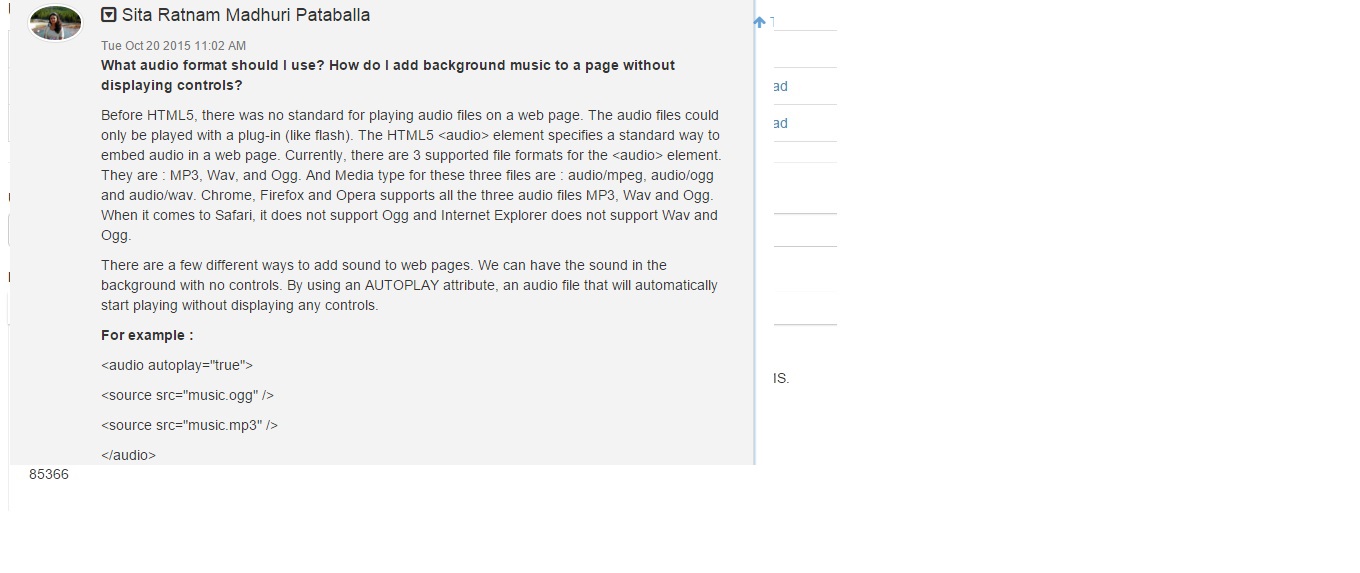 Sita Ratnam Madhuri Pataballa
Tue Oct 20 2015 11:02 AM
What audio format should I use? How do I add background music to a page without
displaying controls?
Before HTML5, there was no standard for playing audio files on a web page. The audio files could
only be played with a plug-in (like flash). The HTML5 <audio> element specifies a standard way to
embed audio in a web page. Currently, there are 3 supported file formats for the <audio> element.
They are : MP3, Wav, and Ogg. And Media type for these three files are : audio/mpeg, audio/ogg
and audio/wav. Chrome, Firefox and Opera supports all the three audio files MP3, Wav and Ogg.
When it comes to Safari, it does not support Ogg and Internet Explorer does not support Wav and
Ogg.
There are a few different ways to add sound to web pages. We can have the sound in the
background with no controls. By using an AUTOPLAY attribute, an audio file that will automatically
start playing without displaying any controls.
For example :
<audio autoplay="true">
<source src="music.ogg" />
<source src="music.mp3" />
</audio>
85366
ad
ad
IS.